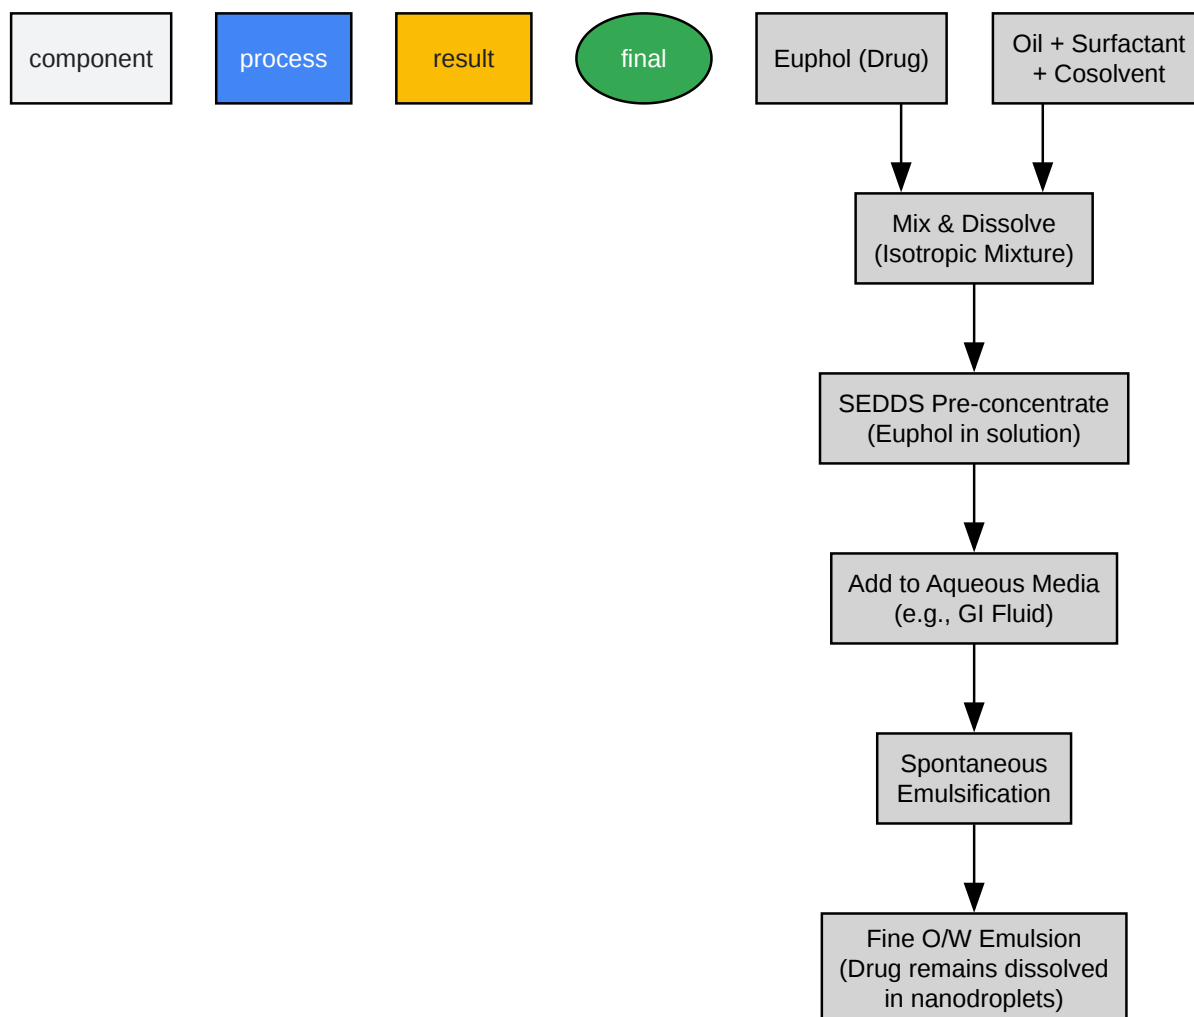 component
process
result
final
Euphol (Drug)
Oil + Surfactant
+ Cosolvent
Mix & Dissolve
(Isotropic Mixture)
SEDDS Pre-concentrate
(Euphol in solution)
Add to Aqueous Media
(e.g., GI Fluid)
Spontaneous
Emulsification
Fine O/W Emulsion
(Drug remains dissolved
in nanodroplets)